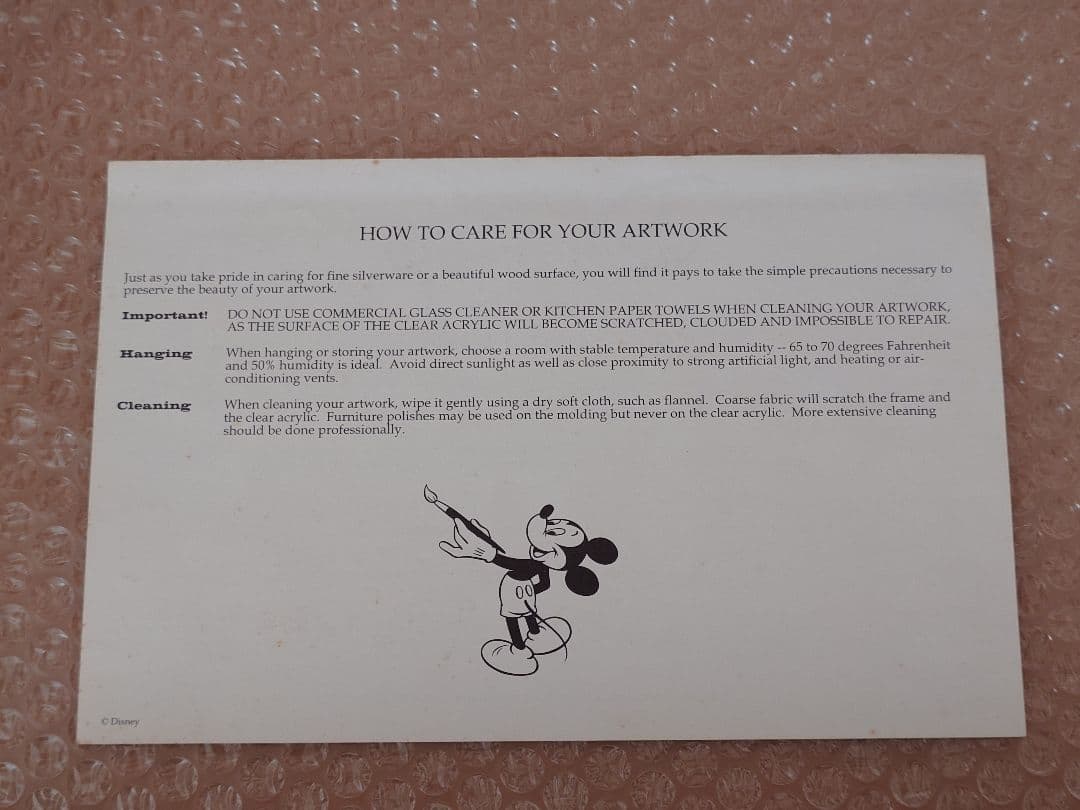 HOW TO CARE FOR YOUR ARTWORK
Just as you take pride in caring for fine silverware or a beautiful wood surface, you will find it pays to take the simple precautions necessary to
preserve the beauty of your artwork.
Important! DO NOT USE COMMERCIAL GLASS CLEANER OR KITCHEN PAPER TOWELS WHEN CLEANING YOUR ARTWORK,
AS THE SURFACE OF THE CLEAR ACRYLIC WILL BECOME SCRATCHED, CLOUDED AND IMPOSSIBLE TO REPAIR.
Hanging When hanging or storing your artwork, choose a room with stable temperature and humidity -- 65 to 70 degrees Fahrenheit
and 50% humidity is ideal. Avoid direct sunlight as well as close proximity to strong artificial light, and heating or air-
conditioning vents.
Cleaning When cleaning your artwork, wipe it gently using a dry soft cloth, such as flannel. Coarse fabric will scratch the frame and
the clear acrylic. Furniture polishes may be used on the molding but never on the clear acrylic. More extensive cleaning
should be done professionally.
© Disney